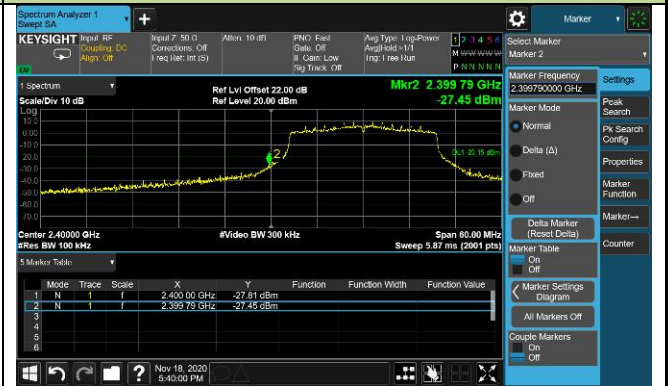 Spectrum Analyzer 1
Swept SA
Marker
KEYSIGHT
Input: RF
Coupling: DC
Align: Off
Input Z: 50 Ω
Corrections: Off
Freq Ref: Int (S)
Atten: 10 dB
PNO: Fast
Gate: Off
IF Gain: Low
Sig Track: Off
Avg Type: Log-Power
Avg|Hold:>1/1
Trig: Free Run
1 2 3 4 5 6
M W W W W W
P N N N N N
Select Marker
Marker 2
1 Spectrum
Scale/Div 10 dB
Log
Ref Lvl Offset 22.00 dB
Ref Level 20.00 dBm
Mkr2 2.399 79 GHz
-27.45 dBm
10.0
0.00
-10.0
-20.0
-30.0
-40.0
-50.0
-60.0
-70.0
2
DL1 -20.15 dBm
Center 2.40000 GHz
#Res BW 100 kHz
#Video BW 300 kHz
Span 60.00 MHz
Sweep 5.87 ms (2001 pts)
5 Marker Table
Mode Trace Scale X Y Function Function Width Function Value
1 N 1 f 2.400 00 GHz -27.81 dBm
2 N 1 f 2.399 79 GHz -27.45 dBm
3
4
5
6
Marker Frequency
2.399790000 GHz
Marker Mode
Normal
Delta (Δ)
Fixed
Off
Delta Marker
(Reset Delta)
Marker Table
On
Off
Marker Settings
Diagram
All Markers Off
Couple Markers
On
Off
Settings
Peak
Search
Pk Search
Config
Properties
Marker
Function
Marker→
Counter
Nov 18, 2020
5:40:00 PM